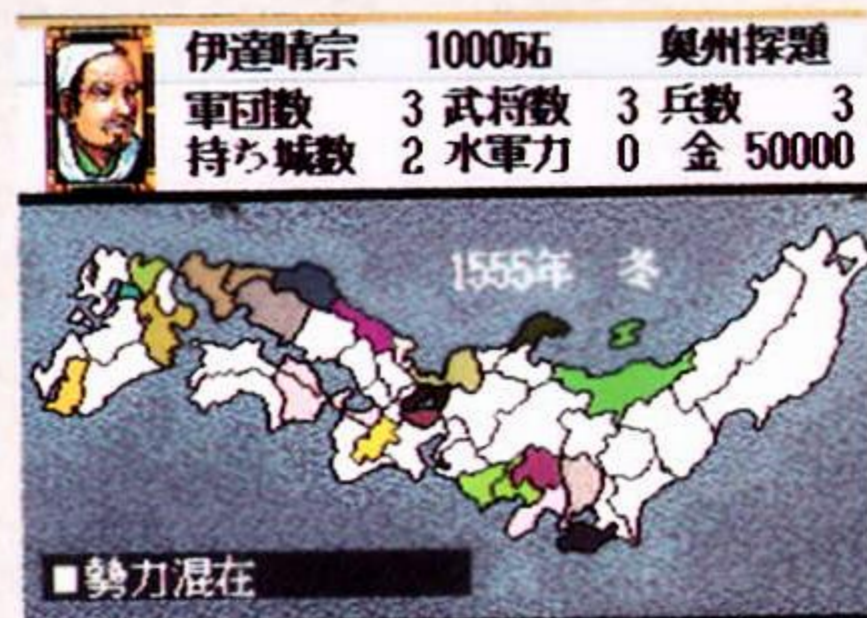 伊達晴宗 1000万石 奥州探題
軍団数 3 武将数 3 兵数 3
持ち城数 2 水軍力 0 金 50000
1555年 冬
■勢力混在